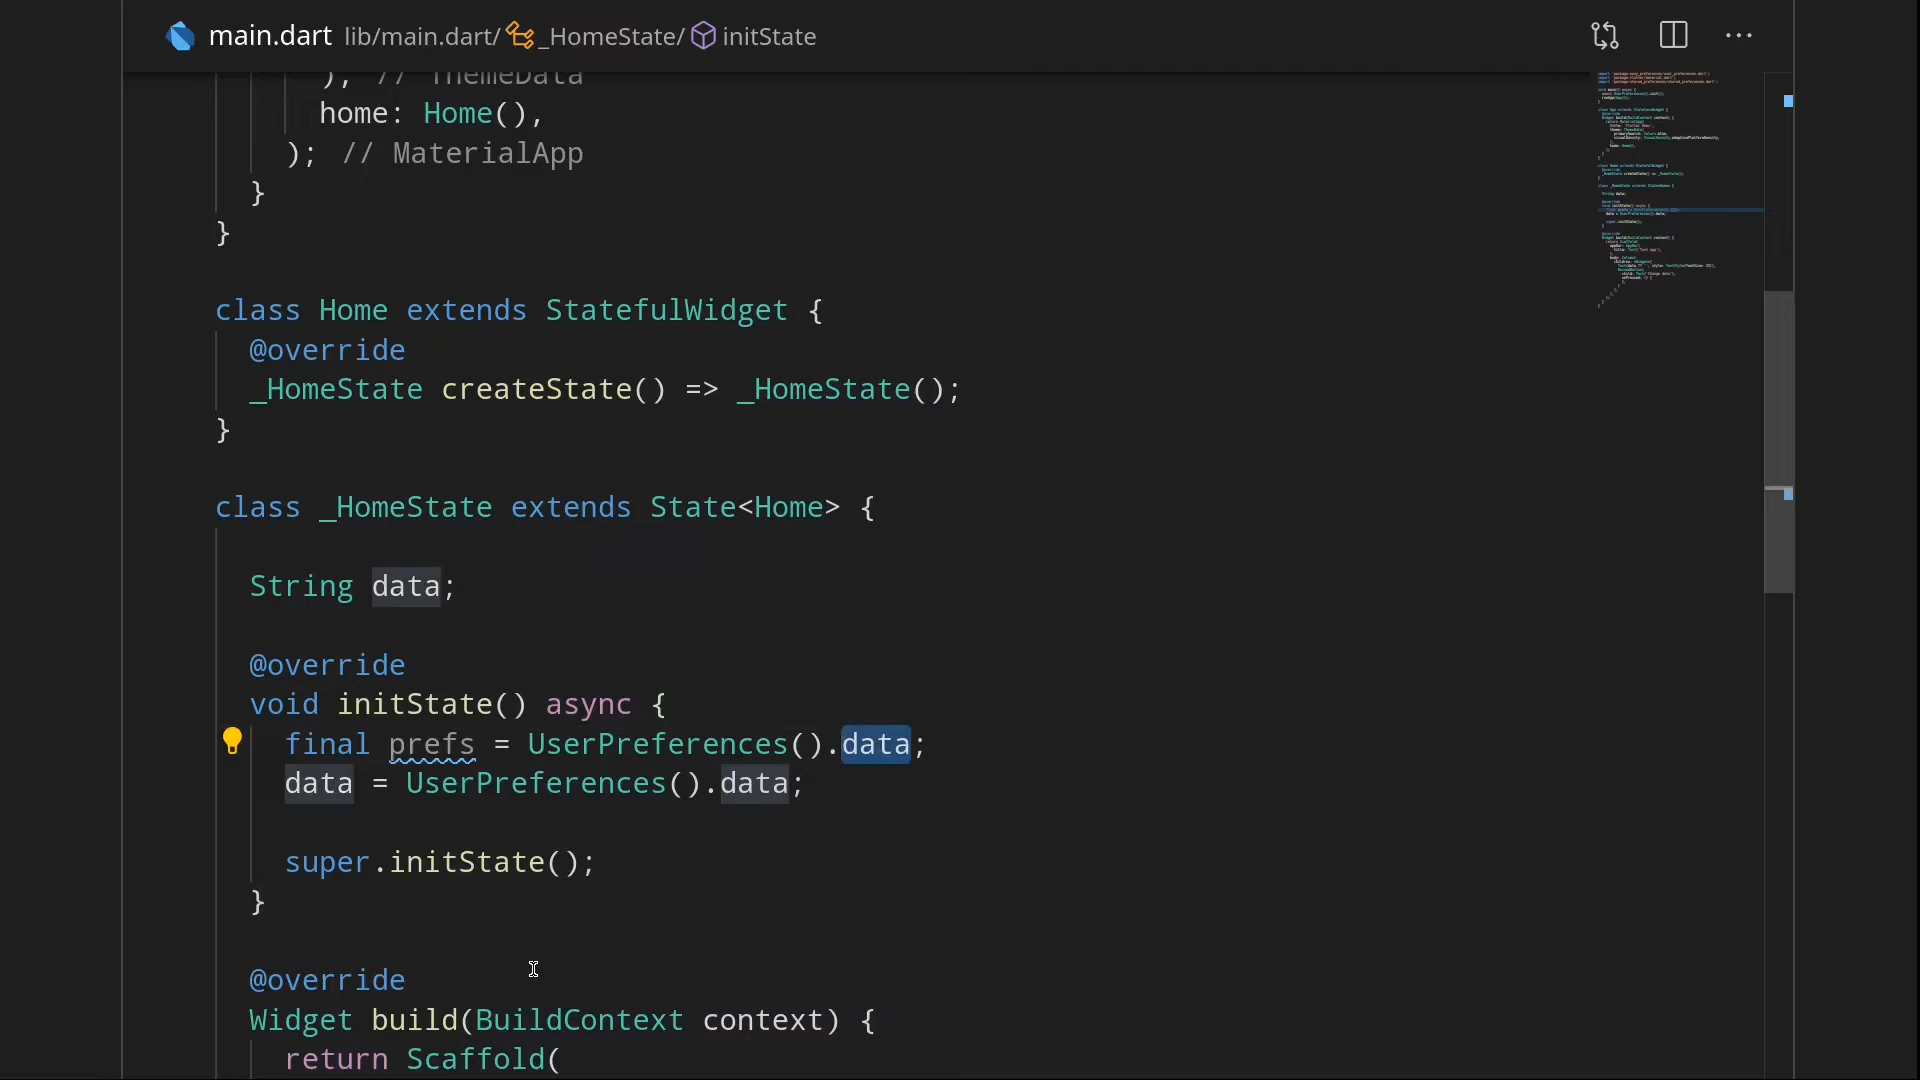 main.dart lib/main.dart/ _HomeState/ initState
), // ThemeData
home: Home(),
); // MaterialApp
}
}
class Home extends StatefulWidget {
@override
_HomeState createState() => _HomeState();
}
class _HomeState extends State<Home> {
String data;
@override
void initState() async {
final prefs = UserPreferences().data;
data = UserPreferences().data;
super.initState();
}
@override
Widget build(BuildContext context) {
return Scaffold(